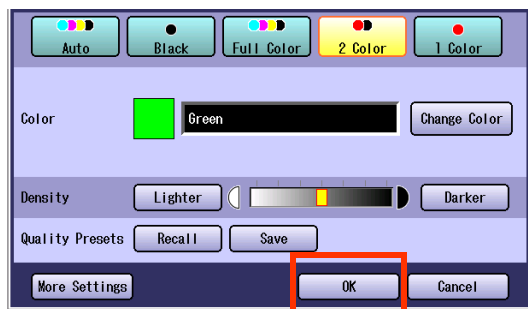 Auto Black Full Color 2 Color 1 Color
Color Green Change Color
Density Lighter Darker
Quality Presets Recall Save
More Settings OK Cancel